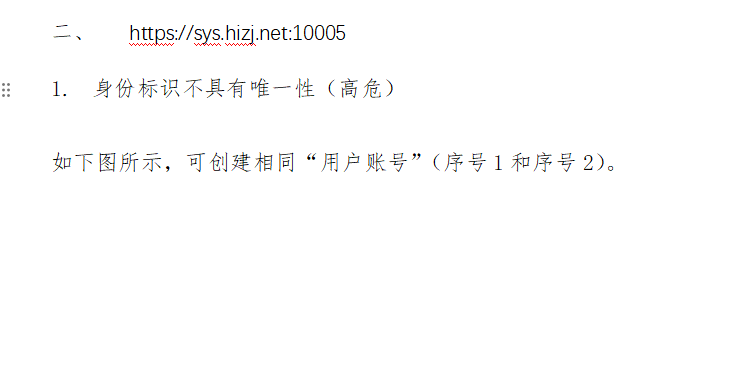 二、 https://sys.hizj.net:10005
1. 身份标识不具有唯一性（高危）
如下图所示，可创建相同“用户账号”（序号 1 和序号 2）。